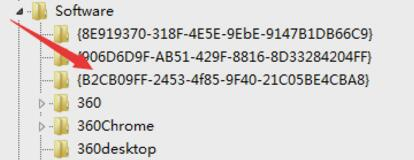 Software
{8E919370-318F-4E5E-9EbE-9147B1DB66C9}
{906D6D9F-AB51-429F-8816-8D33284204FF}
{B2CB09FF-2453-4f85-9F40-21C05BE4CBA8}
360
360Chrome
360desktop